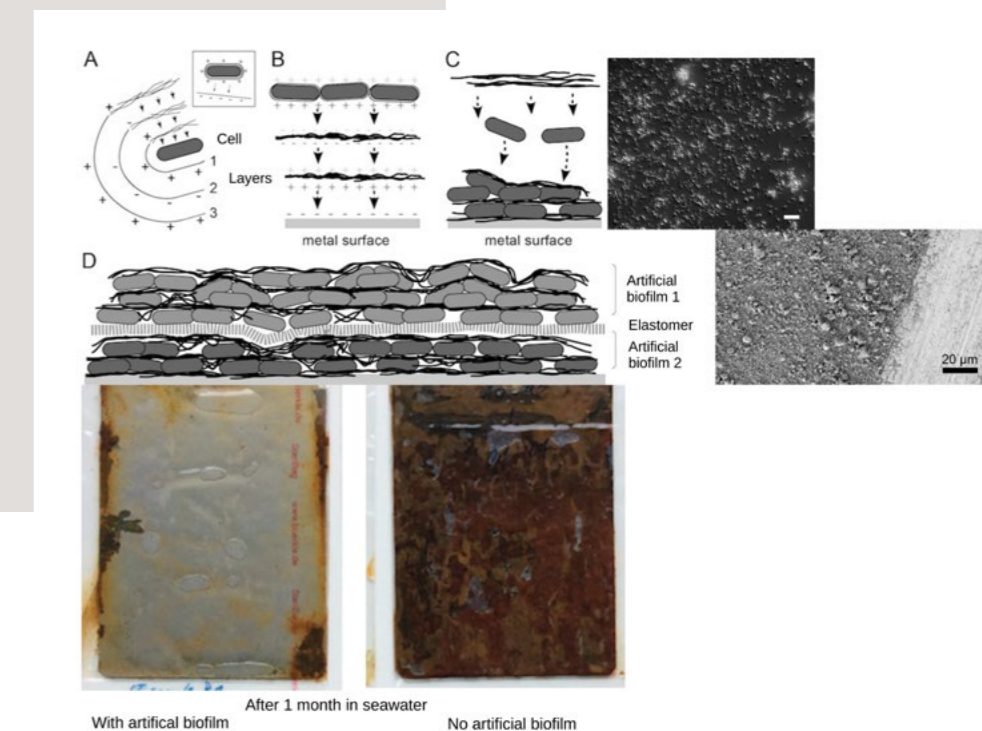 A
B
C
Cell
1
Layers
2
3
metal surface
metal surface
D
Artificial
biofilm 1
Elastomer
Artificial
biofilm 2
20 µm
After 1 month in seawater
With artifical biofilm
No artificial biofilm